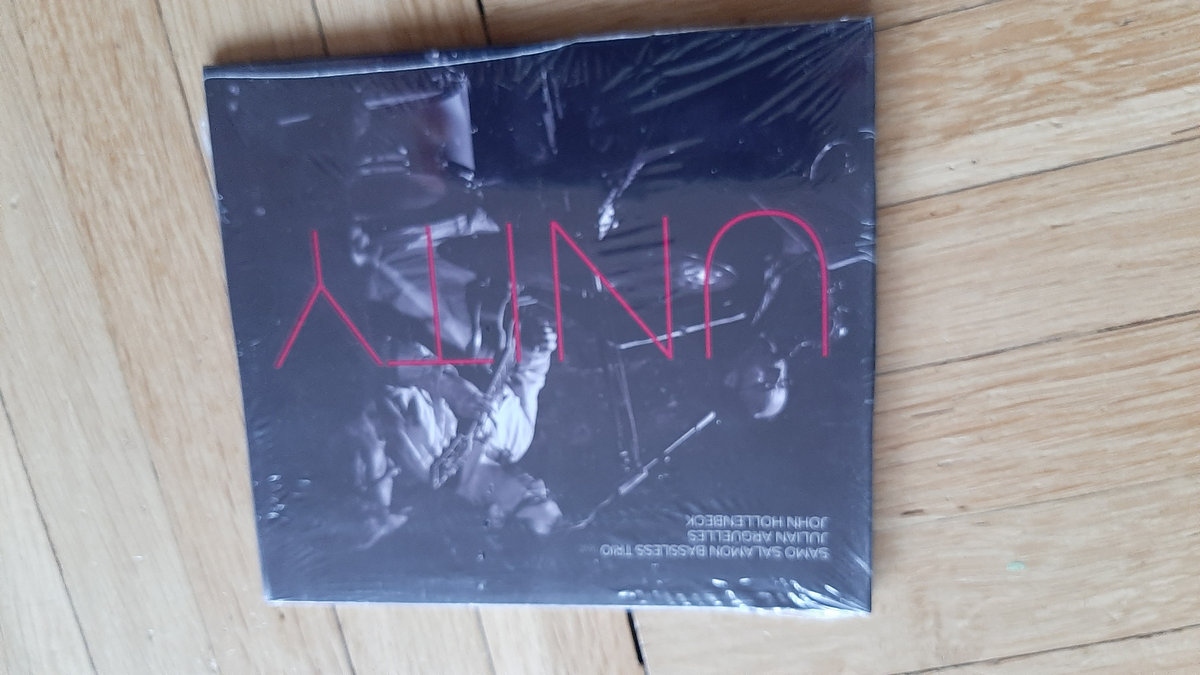 SAMO SALAMON BASSLESS TRIO
JULIAN ARGUELLES
JOHN HOLLENBECK
UNITY